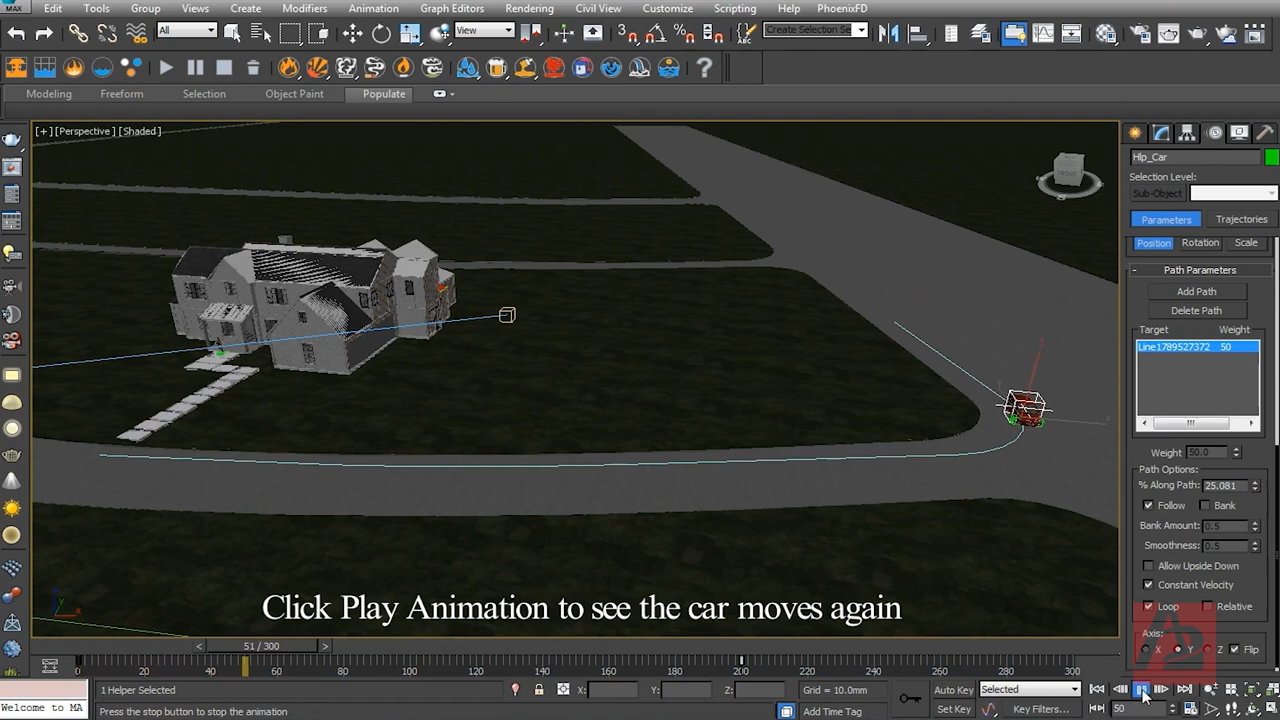 MAX Edit Tools Group Views Create Modifiers Animation Graph Editors Rendering Civil View Customize Scripting Help PhoenixFD
All View Create Selection Se
Modeling Freeform Selection Object Paint Populate
[+] [Perspective] [Shaded]
FRONT
Hlp_Car
Selection Level:
Sub-Object
Parameters Trajectories
Position Rotation Scale
- Path Parameters
Add Path
Delete Path
Target Weight
Line1789527372 50
Weight 50.0
Path Options:
% Along Path: 25.081
Follow Bank
Bank Amount: 0.5
Smoothness: 0.5
Allow Upside Down
Constant Velocity
Loop Relative
Axis:
X Y Z Flip
Click Play Animation to see the car moves again
< 51 / 300 >
0 20 40 60 80 100 120 140 160 180 200 220 240 260 280 300
1 Helper Selected X: Y: Z: Grid = 10.0mm Auto Key Selected
Welcome to MA Press the stop button to stop the animation Add Time Tag Set Key Key Filters... 50